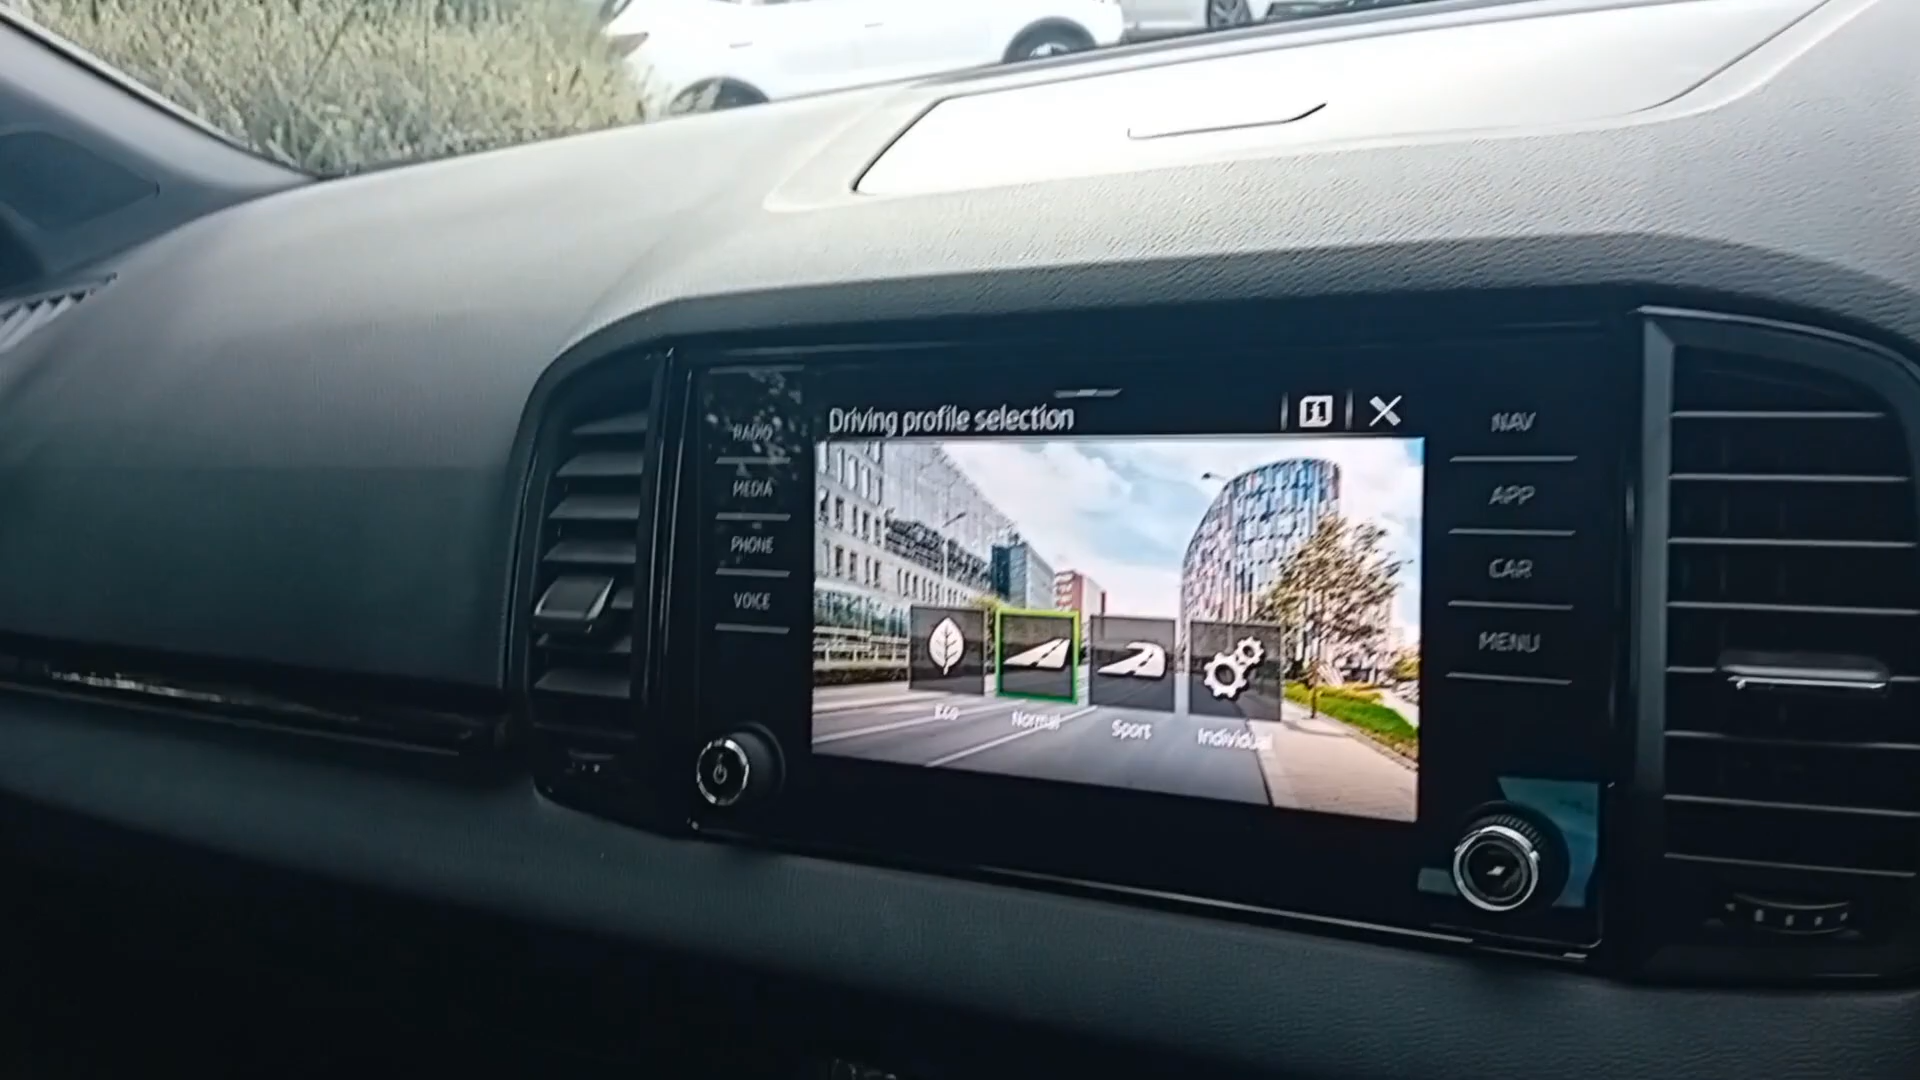 Driving profile selection
RADIO
MEDIA
PHONE
VOICE
NAV
APP
CAR
MENU
Eco
Normal
Sport
Individual